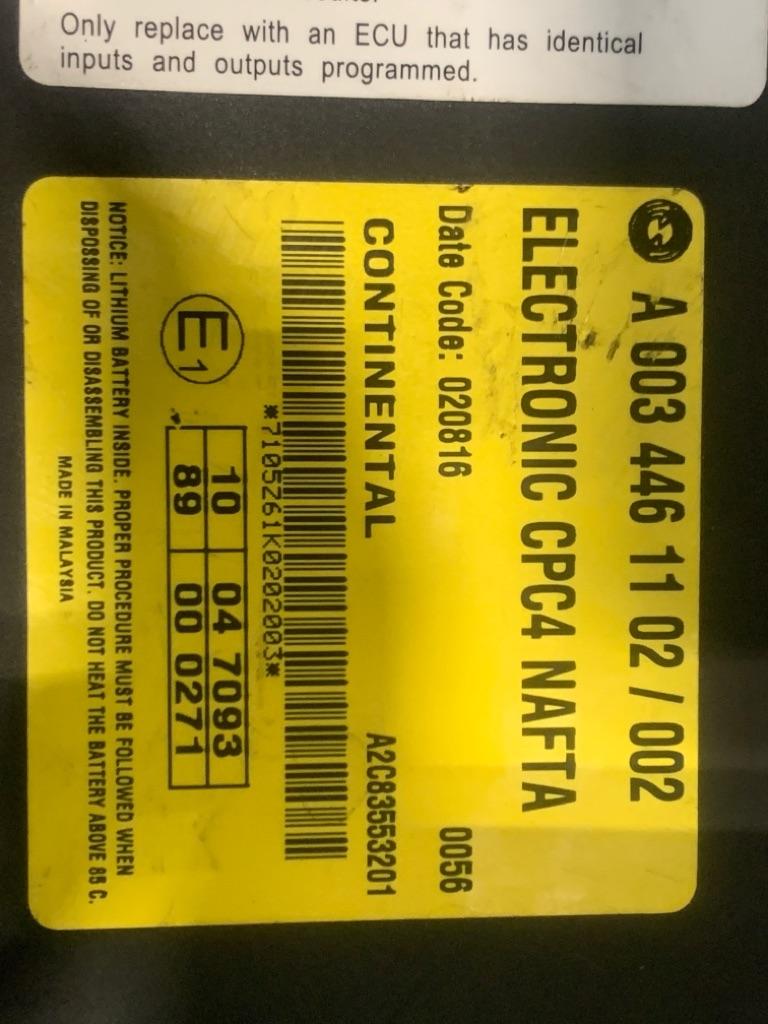 Only replace with an ECU that has identical
inputs and outputs programmed.
A 003 446 11 02 / 002
ELECTRONIC CPC4 NAFTA
Date Code: 020816 0056
CONTINENTAL A2C83553201
*7105261K0202003*
E1
10 04 7093
89 00 0271
NOTICE: LITHIUM BATTERY INSIDE. PROPER PROCEDURE MUST BE FOLLOWED WHEN
DISPOSSING OF OR DISASSEMBLING THIS PRODUCT. DO NOT HEAT THE BATTERY ABOVE 85 C.
MADE IN MALAYSIA